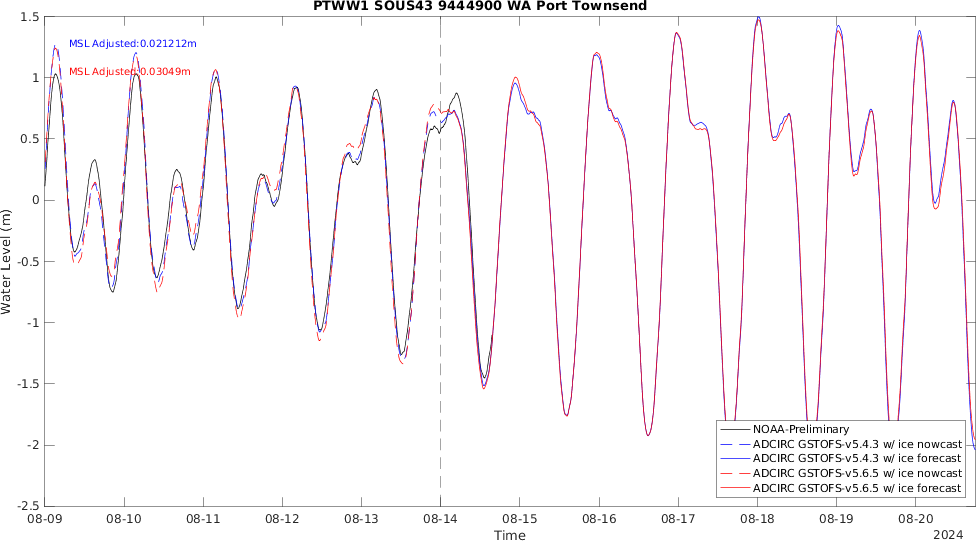 PTWW1 SOUS43 9444900 WA Port Townsend
MSL Adjusted:0.021212m
MSL Adjusted:0.03049m
Water Level (m)
1.5
1
0.5
0
-0.5
-1
-1.5
-2
-2.5
NOAA-Preliminary
ADCIRC GSTOFS-v5.4.3 w/ ice nowcast
ADCIRC GSTOFS-v5.4.3 w/ ice forecast
ADCIRC GSTOFS-v5.6.5 w/ ice nowcast
ADCIRC GSTOFS-v5.6.5 w/ ice forecast
08-09 08-10 08-11 08-12 08-13 08-14 08-15 08-16 08-17 08-18 08-19 08-20
Time
2024